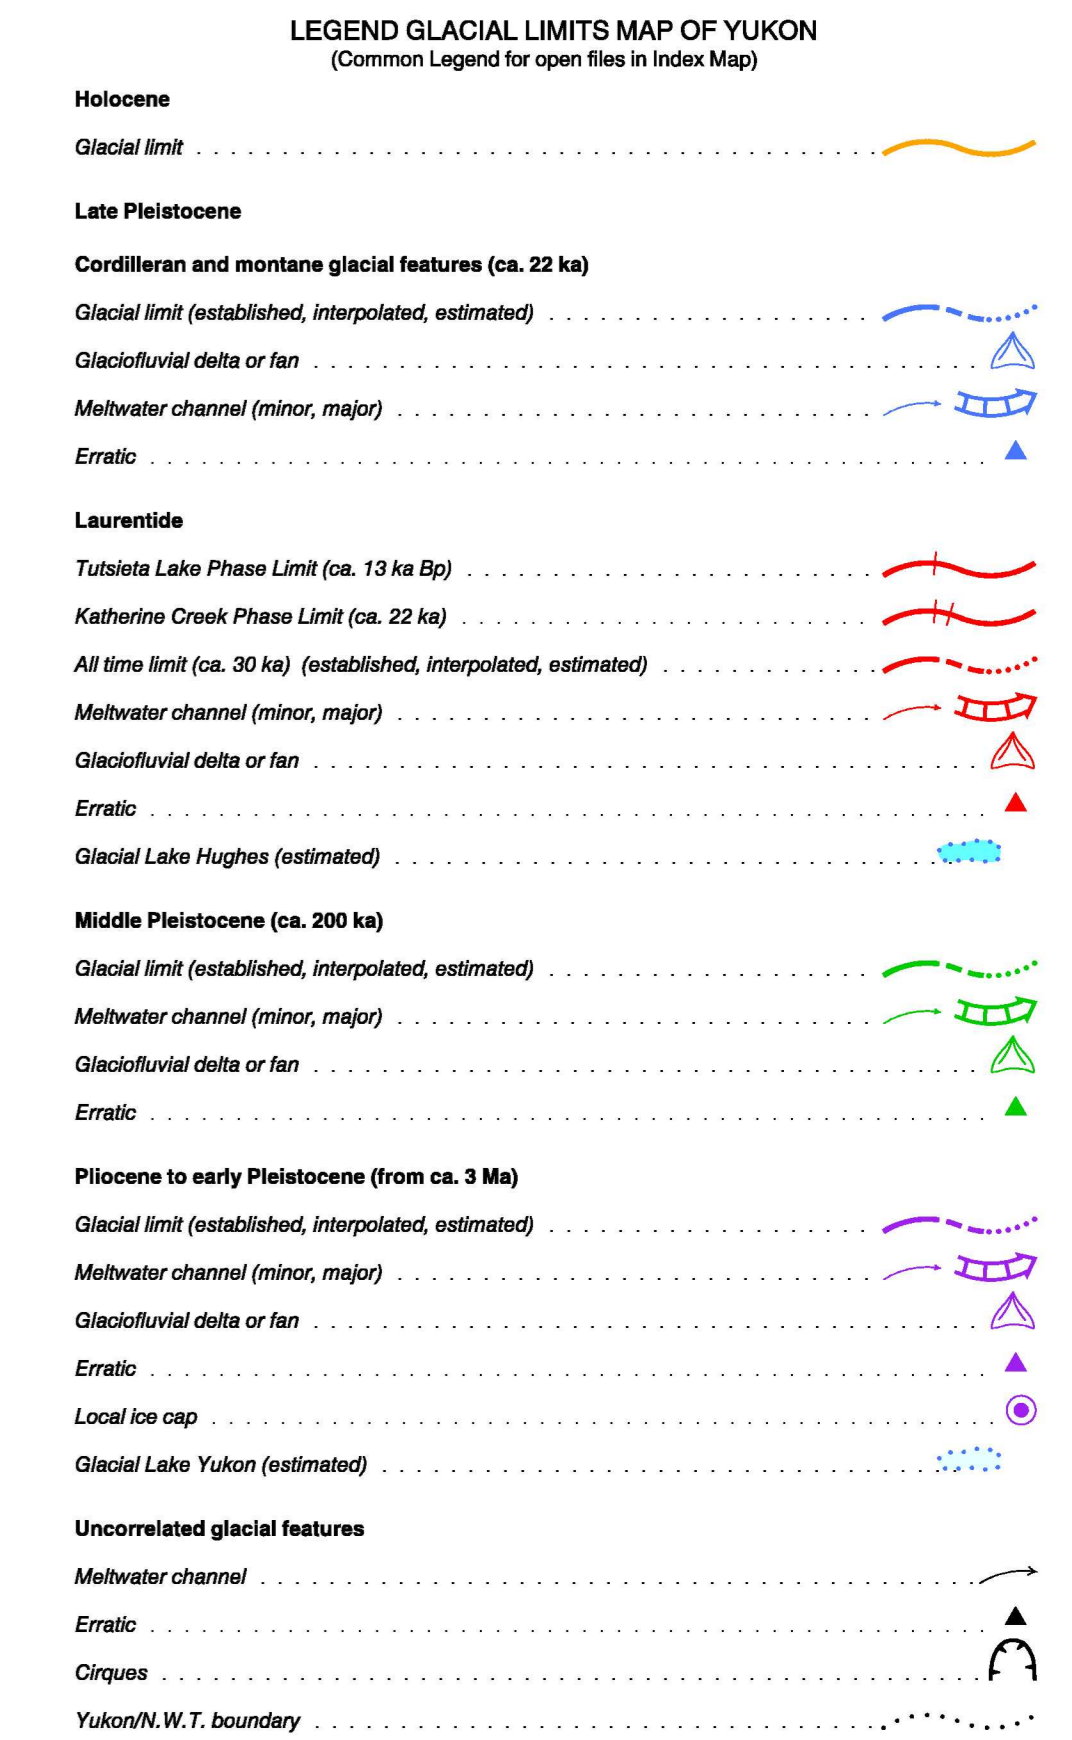 LEGEND GLACIAL LIMITS MAP OF YUKON
(Common Legend for open files in Index Map)
Holocene
Glacial limit
Late Pleistocene
Cordilleran and montane glacial features (ca. 22 ka)
Glacial limit (established, interpolated, estimated)
Glaciofluvial delta or fan
Meltwater channel (minor, major)
Erratic
Laurentide
Tutsieta Lake Phase Limit (ca. 13 ka Bp)
Katherine Creek Phase Limit (ca. 22 ka)
All time limit (ca. 30 ka) (established, interpolated, estimated)
Meltwater channel (minor, major)
Glaciofluvial delta or fan
Erratic
Glacial Lake Hughes (estimated)
Middle Pleistocene (ca. 200 ka)
Glacial limit (established, interpolated, estimated)
Meltwater channel (minor, major)
Glaciofluvial delta or fan
Erratic
Pliocene to early Pleistocene (from ca. 3 Ma)
Glacial limit (established, interpolated, estimated)
Meltwater channel (minor, major)
Glaciofluvial delta or fan
Erratic
Local ice cap
Glacial Lake Yukon (estimated)
Uncorrelated glacial features
Meltwater channel
Erratic
Cirques
Yukon/N.W.T. boundary